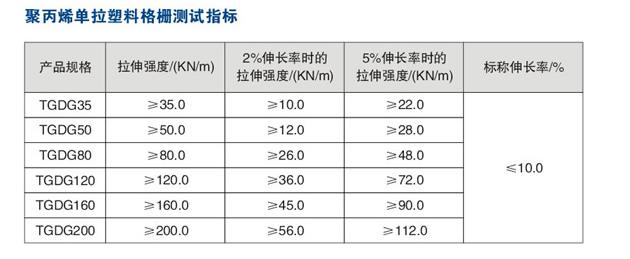 聚丙烯单拉塑料格栅测试指标
产品规格 拉伸强度/(KN/m) 2%伸长率时的拉伸强度/(KN/m) 5%伸长率时的拉伸强度/(KN/m) 标称伸长率/%
TGDG35 ≥35.0 ≥10.0 ≥22.0
TGDG50 ≥50.0 ≥12.0 ≥28.0
TGDG80 ≥80.0 ≥26.0 ≥48.0
≤10.0
TGDG120 ≥120.0 ≥36.0 ≥72.0
TGDG160 ≥160.0 ≥45.0 ≥90.0
TGDG200 ≥200.0 ≥56.0 ≥112.0